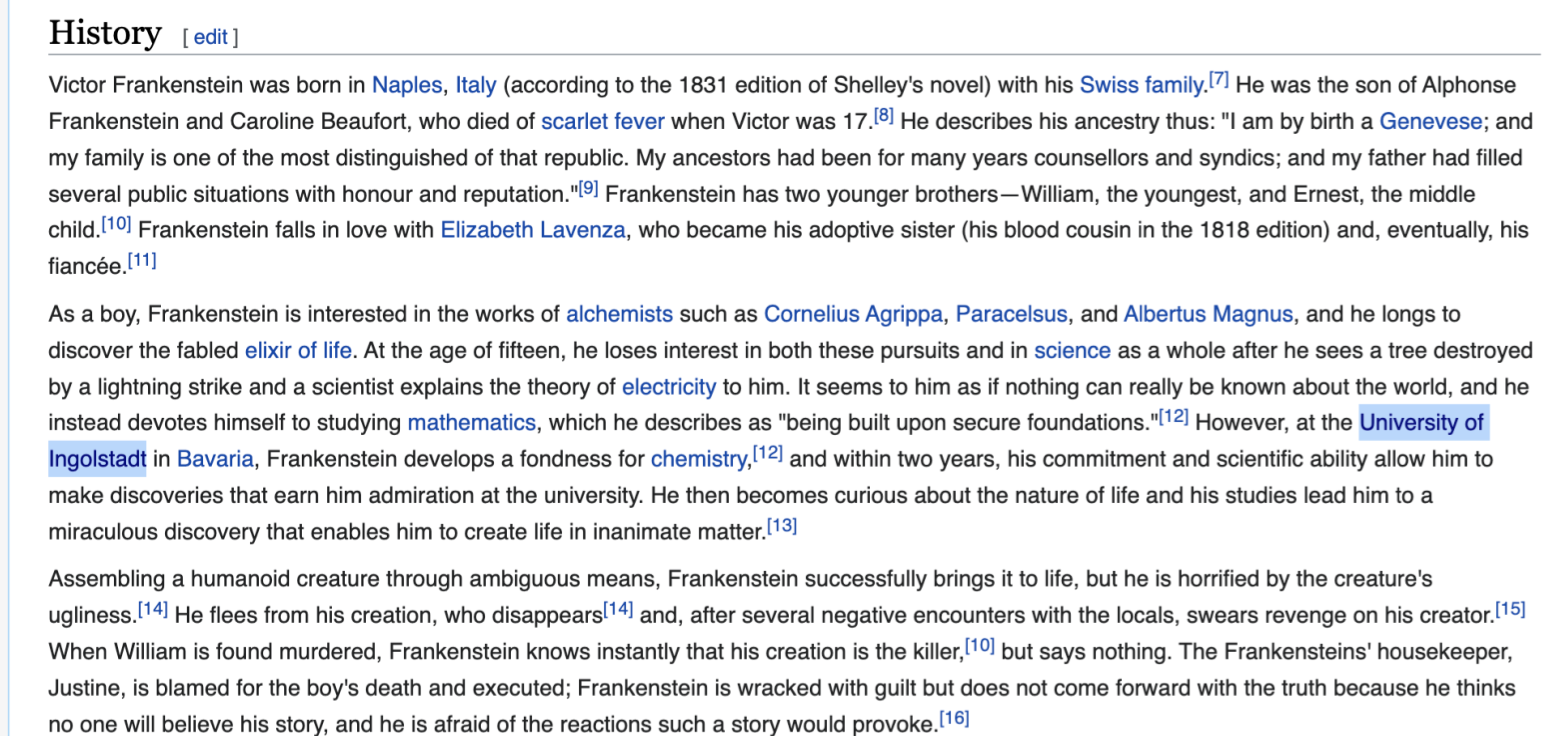 History [ edit ]
Victor Frankenstein was born in Naples, Italy (according to the 1831 edition of Shelley's novel) with his Swiss family.[7] He was the son of Alphonse
Frankenstein and Caroline Beaufort, who died of scarlet fever when Victor was 17.[8] He describes his ancestry thus: "I am by birth a Genevese; and
my family is one of the most distinguished of that republic. My ancestors had been for many years counsellors and syndics; and my father had filled
several public situations with honour and reputation."[9] Frankenstein has two younger brothers—William, the youngest, and Ernest, the middle
child.[10] Frankenstein falls in love with Elizabeth Lavenza, who became his adoptive sister (his blood cousin in the 1818 edition) and, eventually, his
fiancée.[11]
As a boy, Frankenstein is interested in the works of alchemists such as Cornelius Agrippa, Paracelsus, and Albertus Magnus, and he longs to
discover the fabled elixir of life. At the age of fifteen, he loses interest in both these pursuits and in science as a whole after he sees a tree destroyed
by a lightning strike and a scientist explains the theory of electricity to him. It seems to him as if nothing can really be known about the world, and he
instead devotes himself to studying mathematics, which he describes as "being built upon secure foundations."[12] However, at the University of
Ingolstadt in Bavaria, Frankenstein develops a fondness for chemistry,[12] and within two years, his commitment and scientific ability allow him to
make discoveries that earn him admiration at the university. He then becomes curious about the nature of life and his studies lead him to a
miraculous discovery that enables him to create life in inanimate matter.[13]
Assembling a humanoid creature through ambiguous means, Frankenstein successfully brings it to life, but he is horrified by the creature's
ugliness.[14] He flees from his creation, who disappears[14] and, after several negative encounters with the locals, swears revenge on his creator.[15]
When William is found murdered, Frankenstein knows instantly that his creation is the killer,[10] but says nothing. The Frankensteins' housekeeper,
Justine, is blamed for the boy's death and executed; Frankenstein is wracked with guilt but does not come forward with the truth because he thinks
no one will believe his story, and he is afraid of the reactions such a story would provoke.[16]